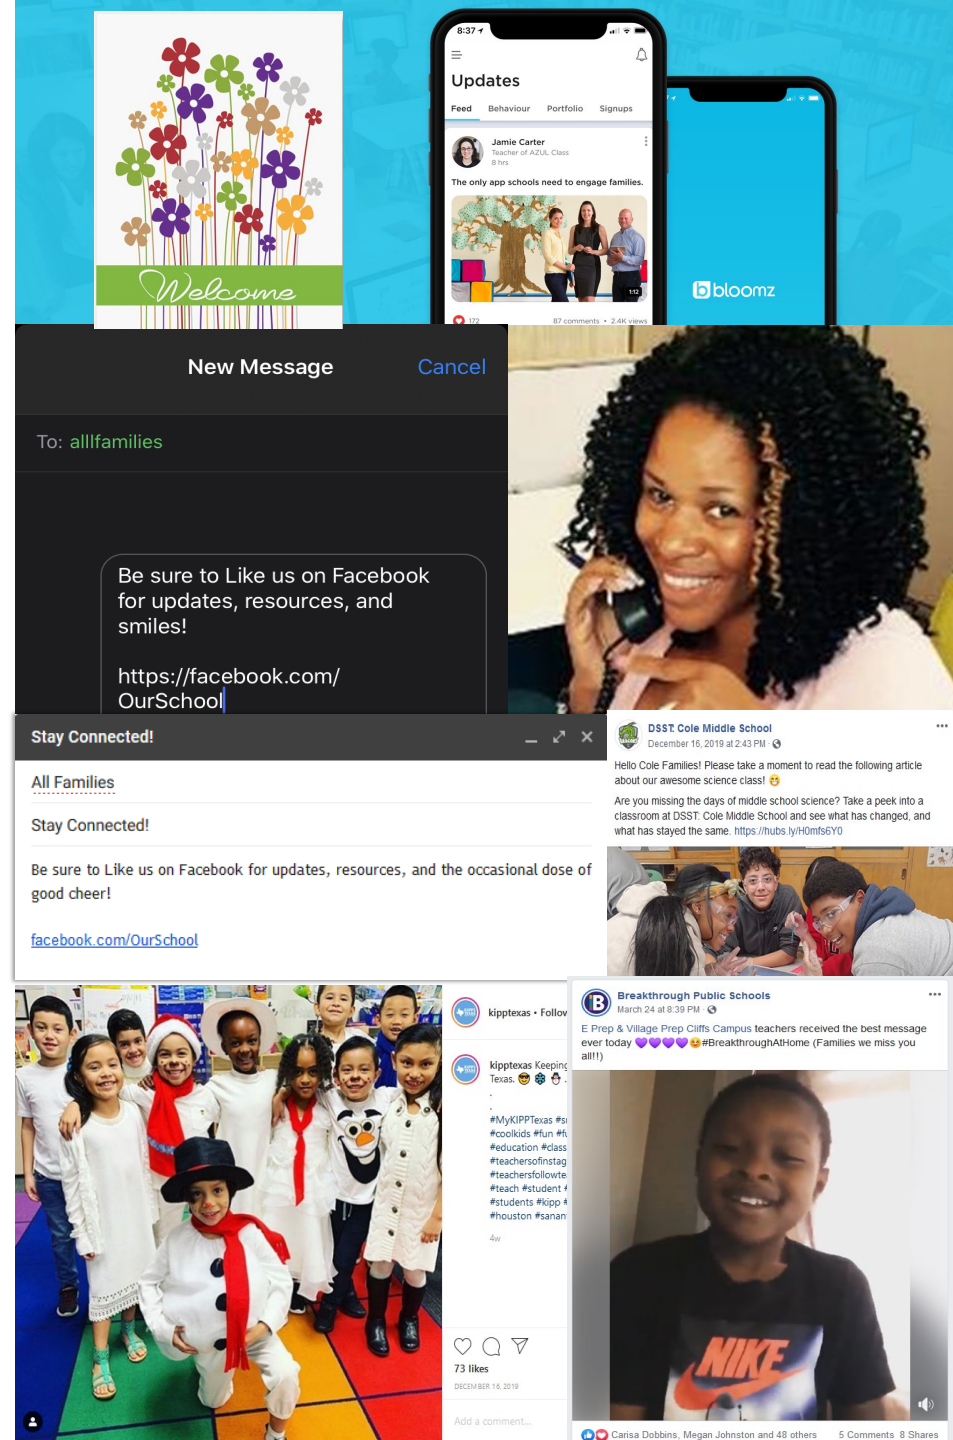 Welcome
8:37
Updates
Feed Behaviour Portfolio Signups
Jamie Carter
Teacher of AZUL Class
8 hrs
The only app schools need to engage families.
1:12
172 87 comments • 2.4K views
bloomz
New Message Cancel
To: alllfamilies
Be sure to Like us on Facebook
for updates, resources, and
smiles!
https://facebook.com/
OurSchool
Stay Connected!
All Families
Stay Connected!
Be sure to Like us on Facebook for updates, resources, and the occasional dose of
good cheer!
facebook.com/OurSchool
DSST: Cole Middle School
December 16, 2019 at 2:43 PM ·
Hello Cole Families! Please take a moment to read the following article
about our awesome science class! 😁
Are you missing the days of middle school science? Take a peek into a
classroom at DSST: Cole Middle School and see what has changed, and
what has stayed the same. https://hubs.ly/H0mfs6Y0
kipptexas • Follow
kipptexas Keeping
Texas. 😎 ❄️ ⛄ .
.
.
#MyKIPPTexas #s
#coolkids #fun #f
#education #class
#teachersofinstag
#teachersfollowte
#teach #student #
#students #kipp #
#houston #sanan
4w
73 likes
DECEMBER 16, 2019
Add a comment...
Breakthrough Public Schools
March 24 at 8:39 PM ·
E Prep & Village Prep Cliffs Campus teachers received the best message
ever today 💜💜💜💜😊#BreakthroughAtHome (Families we miss you
all!!)
NIKE
Carisa Dobbins, Megan Johnston and 48 others 5 Comments 8 Shares